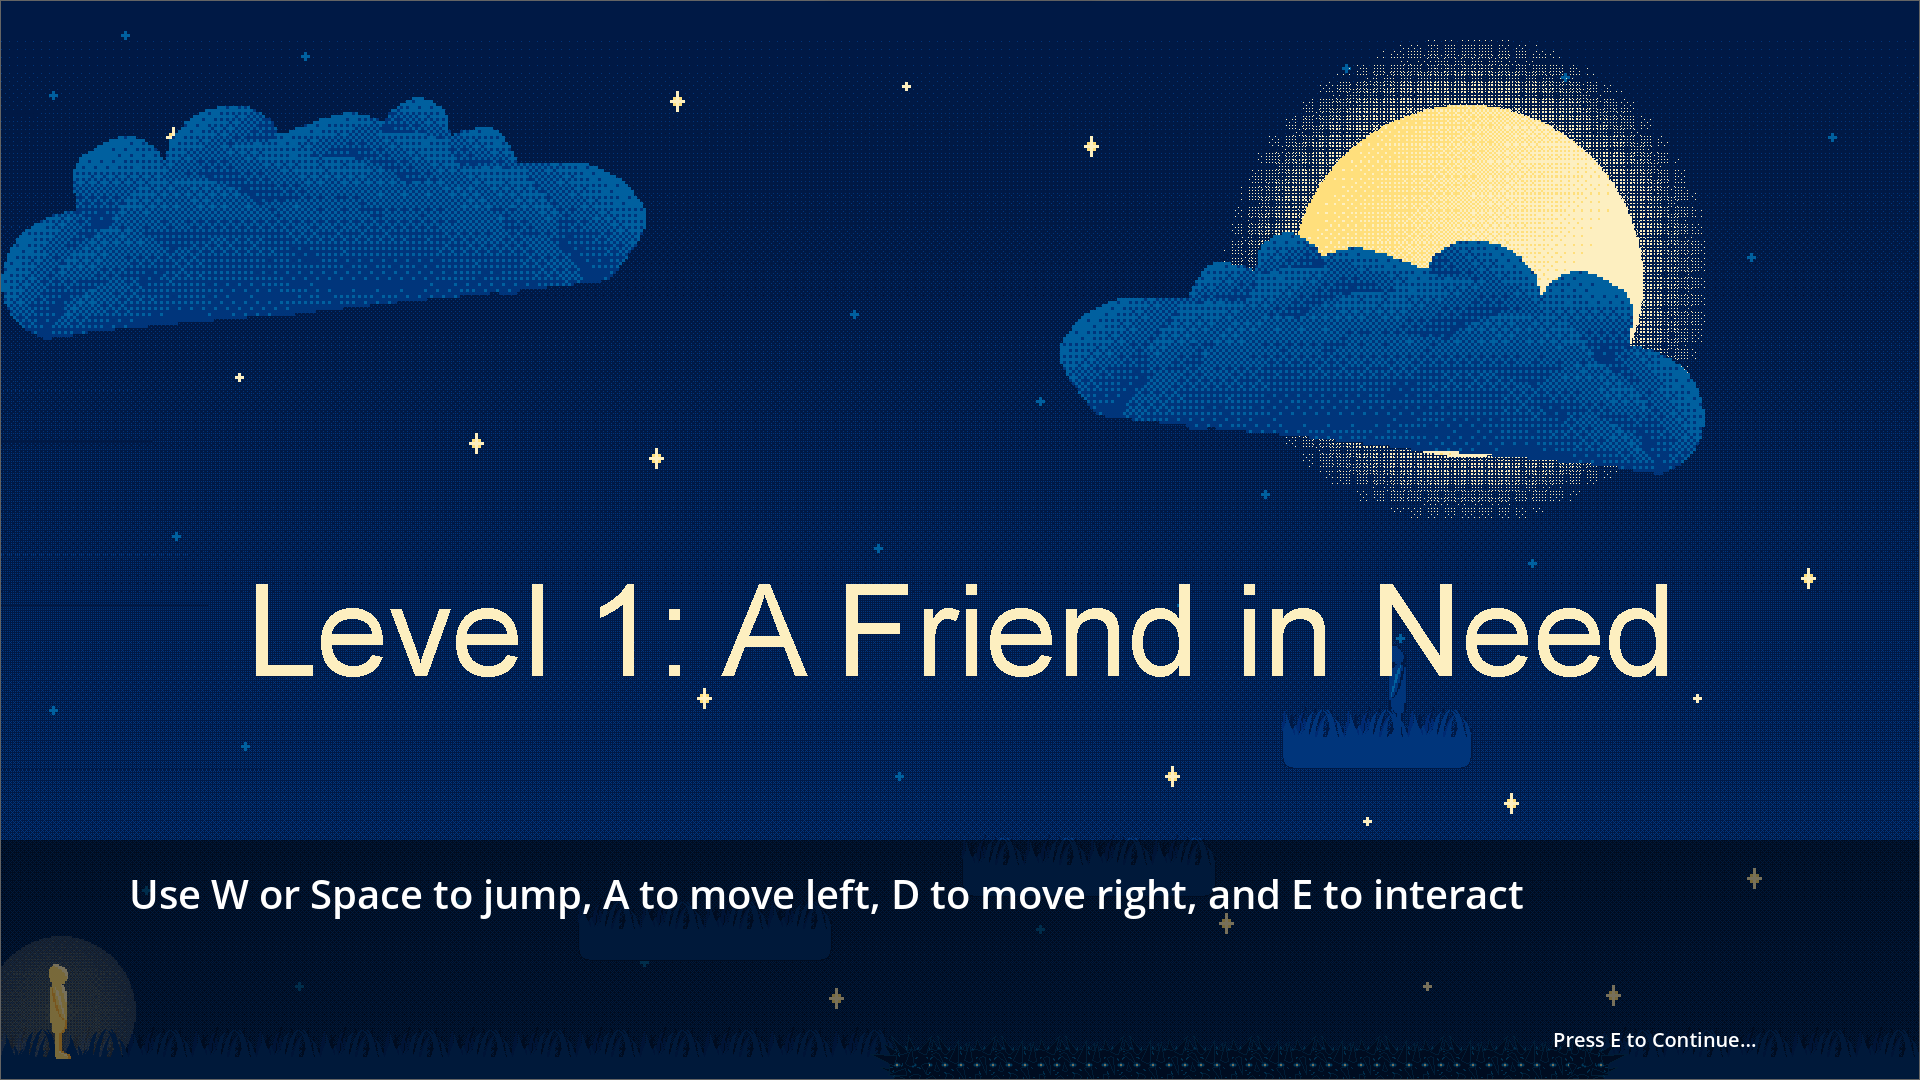 Level 1: A Friend in Need
Use W or Space to jump, A to move left, D to move right, and E to interact
Press E to Continue...